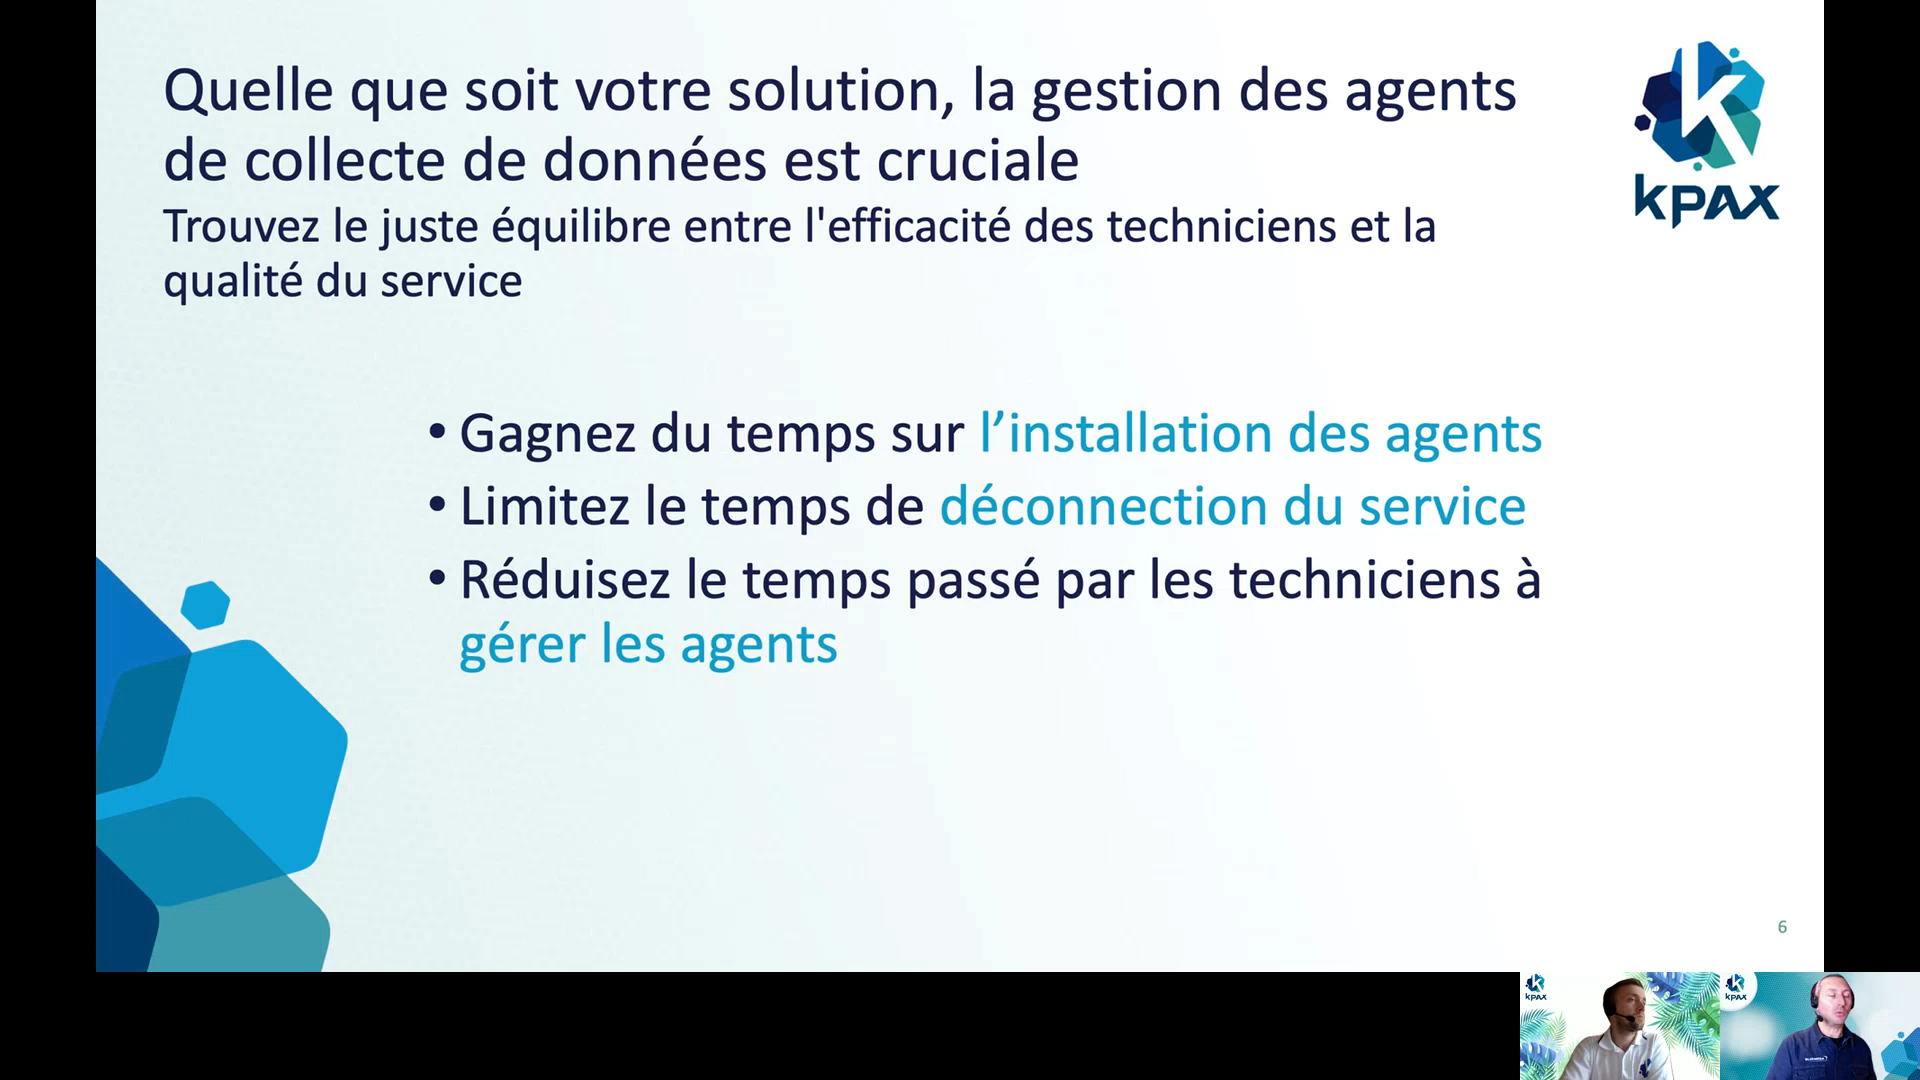 Quelle que soit votre solution, la gestion des agents
de collecte de données est cruciale
Trouvez le juste équilibre entre l'efficacité des techniciens et la
qualité du service
kpax
• Gagnez du temps sur l’installation des agents
• Limitez le temps de déconnection du service
• Réduisez le temps passé par les techniciens à
gérer les agents
6
kpax
kpax